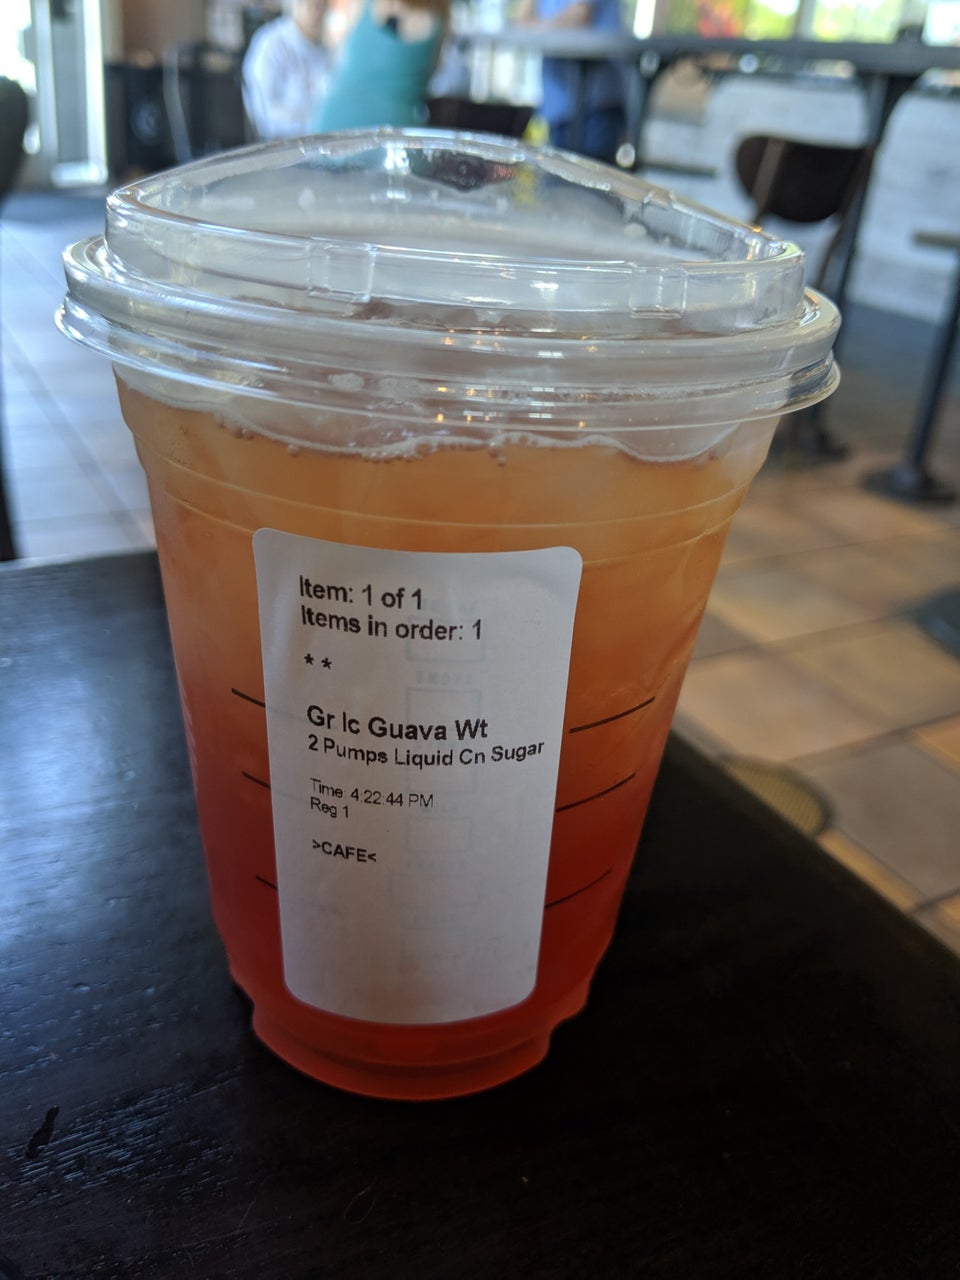 Item: 1 of 1
Items in order: 1
* *
Gr Ic Guava Wt
2 Pumps Liquid Cn Sugar
Time: 4:22:44 PM
Reg 1
>CAFE<